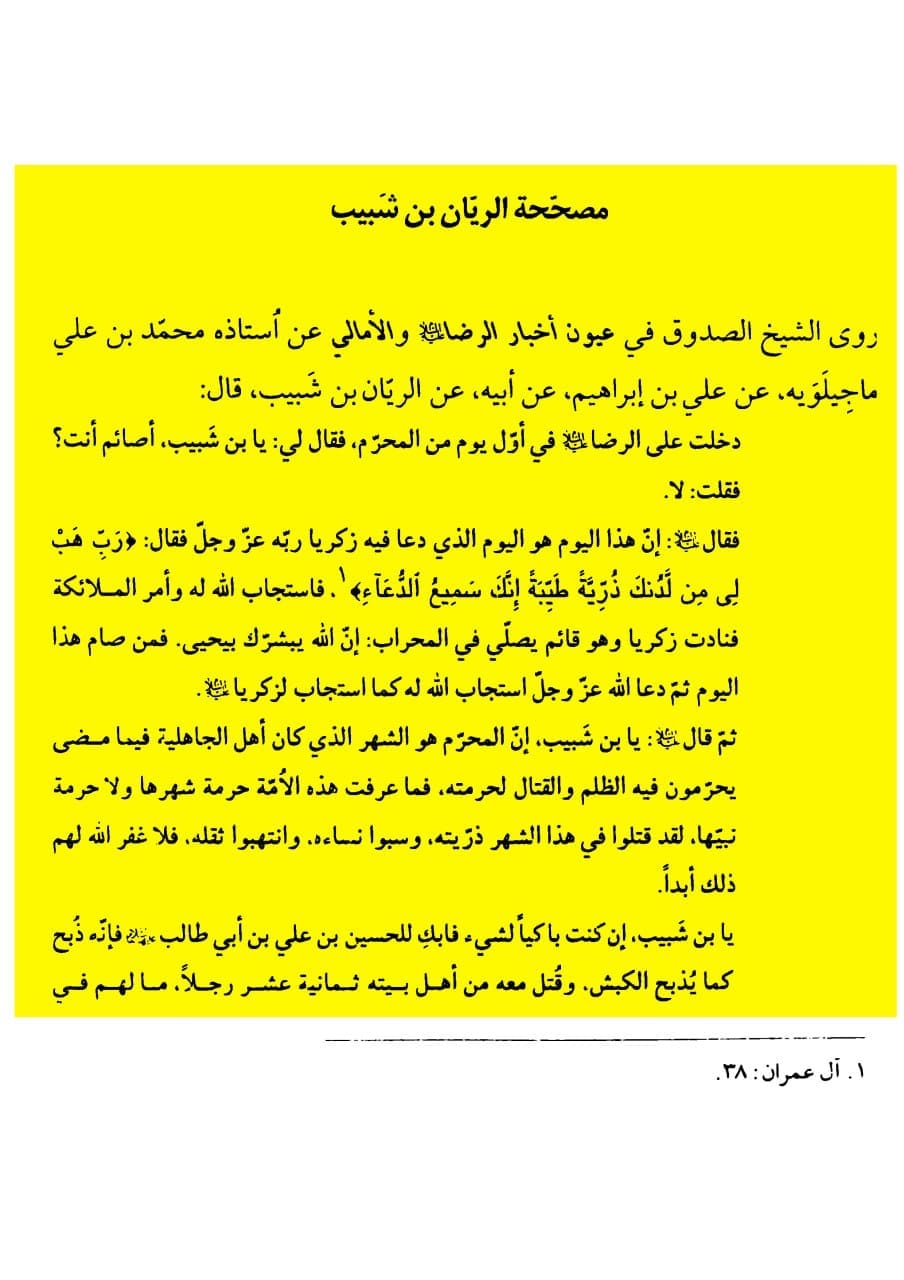 مصحّحة الريّان بن شَبيب
روى الشيخ الصدوق في عيون أخبار الرضا والأمالي عن اُستاذه محمّد بن علي
ماجِيلَوَيه، عن علي بن إبراهيم، عن أبيه، عن الريّان بن شَبيب، قال:
دخلت على الرضا في أوّل يوم من المحرّم، فقال لي: يا بن شَبيب، أصائم أنت؟
فقلت: لا.
فقال : إنّ هذا اليوم هو اليوم الذي دعا فيه زكريا ربّه عزّ وجلّ فقال: ﴿رَبِّ هَبْ
لِى مِن لَّدُنكَ ذُرِّيَّةً طَيِّبَةً إِنَّكَ سَمِيعُ ٱلدُّعَآءِ﴾١، فاستجاب الله له وأمر الملائكة
فنادت زكريا وهو قائم يصلّي في المحراب: إنّ الله يبشرّك بيحيى. فمن صام هذا
اليوم ثمّ دعا الله عزّ وجلّ استجاب الله له كما استجاب لزكريا .
ثمّ قال : يا بن شَبيب، إنّ المحرّم هو الشهر الذي كان أهل الجاهلية فيما مضى
يحرّمون فيه الظلم والقتال لحرمته، فما عرفت هذه الاُمّة حرمة شهرها ولا حرمة
نبيّها، لقد قتلوا في هذا الشهر ذرّيته، وسبوا نساءه، وانتهبوا ثقله، فلا غفر الله لهم
ذلك أبداً.
يا بن شَبيب، إن كنت باكياً لشيء فابكِ للحسين بن علي بن أبي طالب فإنّه ذُبح
كما يُذبح الكبش، وقُتل معه من أهل بيته ثمانية عشر رجلاً، ما لهم في
١. آل عمران: ٣٨.